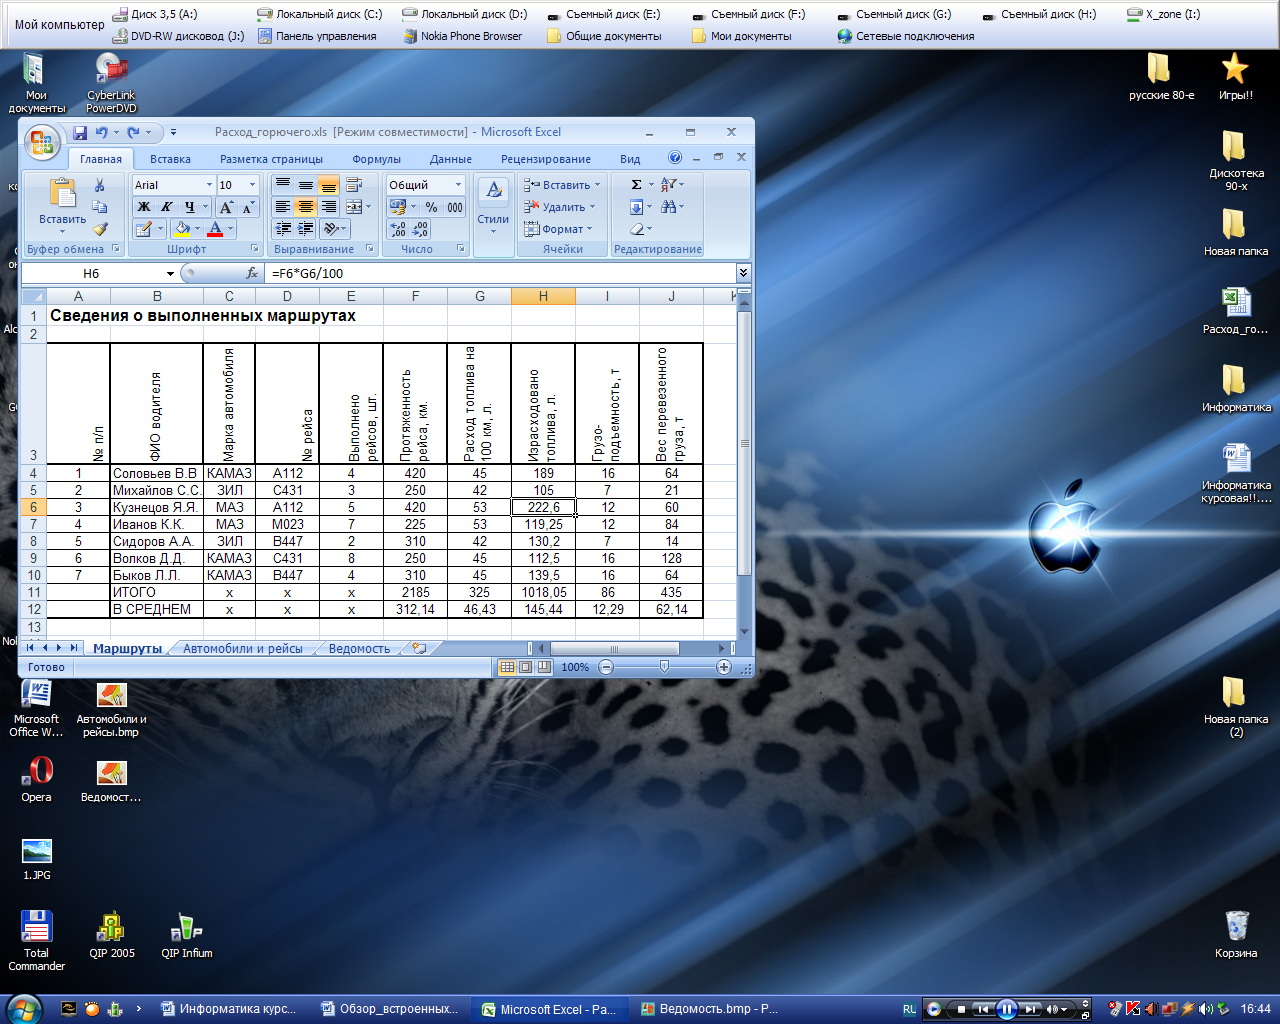 Мой компьютер
Диск 3,5 (A:)
Локальный диск (C:)
Локальный диск (D:)
Съемный диск (E:)
Съемный диск (F:)
Съемный диск (G:)
Съемный диск (H:)
X_zone (I:)
DVD-RW дисковод (J:)
Панель управления
Nokia Phone Browser
Общие документы
Мои документы
Сетевые подключения
Мои документы
CyberLink PowerDVD
русские 80-е
Игры!!
Дискотека 90-х
Новая папка
Расход_го...
Информатика
Информатика курсовая!!....
Новая папка (2)
Корзина
Расход_горючего.xls [Режим совместимости] - Microsoft Excel
Главная Вставка Разметка страницы Формулы Данные Рецензирование Вид
Вставить
Буфер обмена
Arial 10
Ж К Ч
Шрифт
Выравнивание
Общий
% 000
Число
Стили
Вставить
Удалить
Формат
Ячейки
Σ
Редактирование
H6 fx =F6*G6/100
A B C D E F G H I J K
1 Сведения о выполненных маршрутах
2
3 № п/п ФИО водителя Марка автомобиля № рейса Выполнено рейсов, шт. Протяженность рейса, км. Расход топлива на 100 км, л. Израсходовано топлива, л. Грузо-подъемность, т Вес перевезенного груза, т
4 1 Соловьев В.В КАМАЗ А112 4 420 45 189 16 64
5 2 Михайлов С.С. ЗИЛ С431 3 250 42 105 7 21
6 3 Кузнецов Я.Я. МАЗ А112 5 420 53 222,6 12 60
7 4 Иванов К.К. МАЗ М023 7 225 53 119,25 12 84
8 5 Сидоров А.А. ЗИЛ В447 2 310 42 130,2 7 14
9 6 Волков Д.Д. КАМАЗ С431 8 250 45 112,5 16 128
10 7 Быков Л.Л. КАМАЗ В447 4 310 45 139,5 16 64
11 ИТОГО х х х 2185 325 1018,05 86 435
12 В СРЕДНЕМ х х х 312,14 46,43 145,44 12,29 62,14
13
Маршруты Автомобили и рейсы Ведомость
Готово 100%
Microsoft Office W...
Автомобили и рейсы.bmp
Opera
Ведомост...
1.JPG
Total Commander
QIP 2005
QIP Infium
Информатика курс...
Обзор_встроенных...
Microsoft Excel - Ра...
Ведомость.bmp - P...
RU
16:44